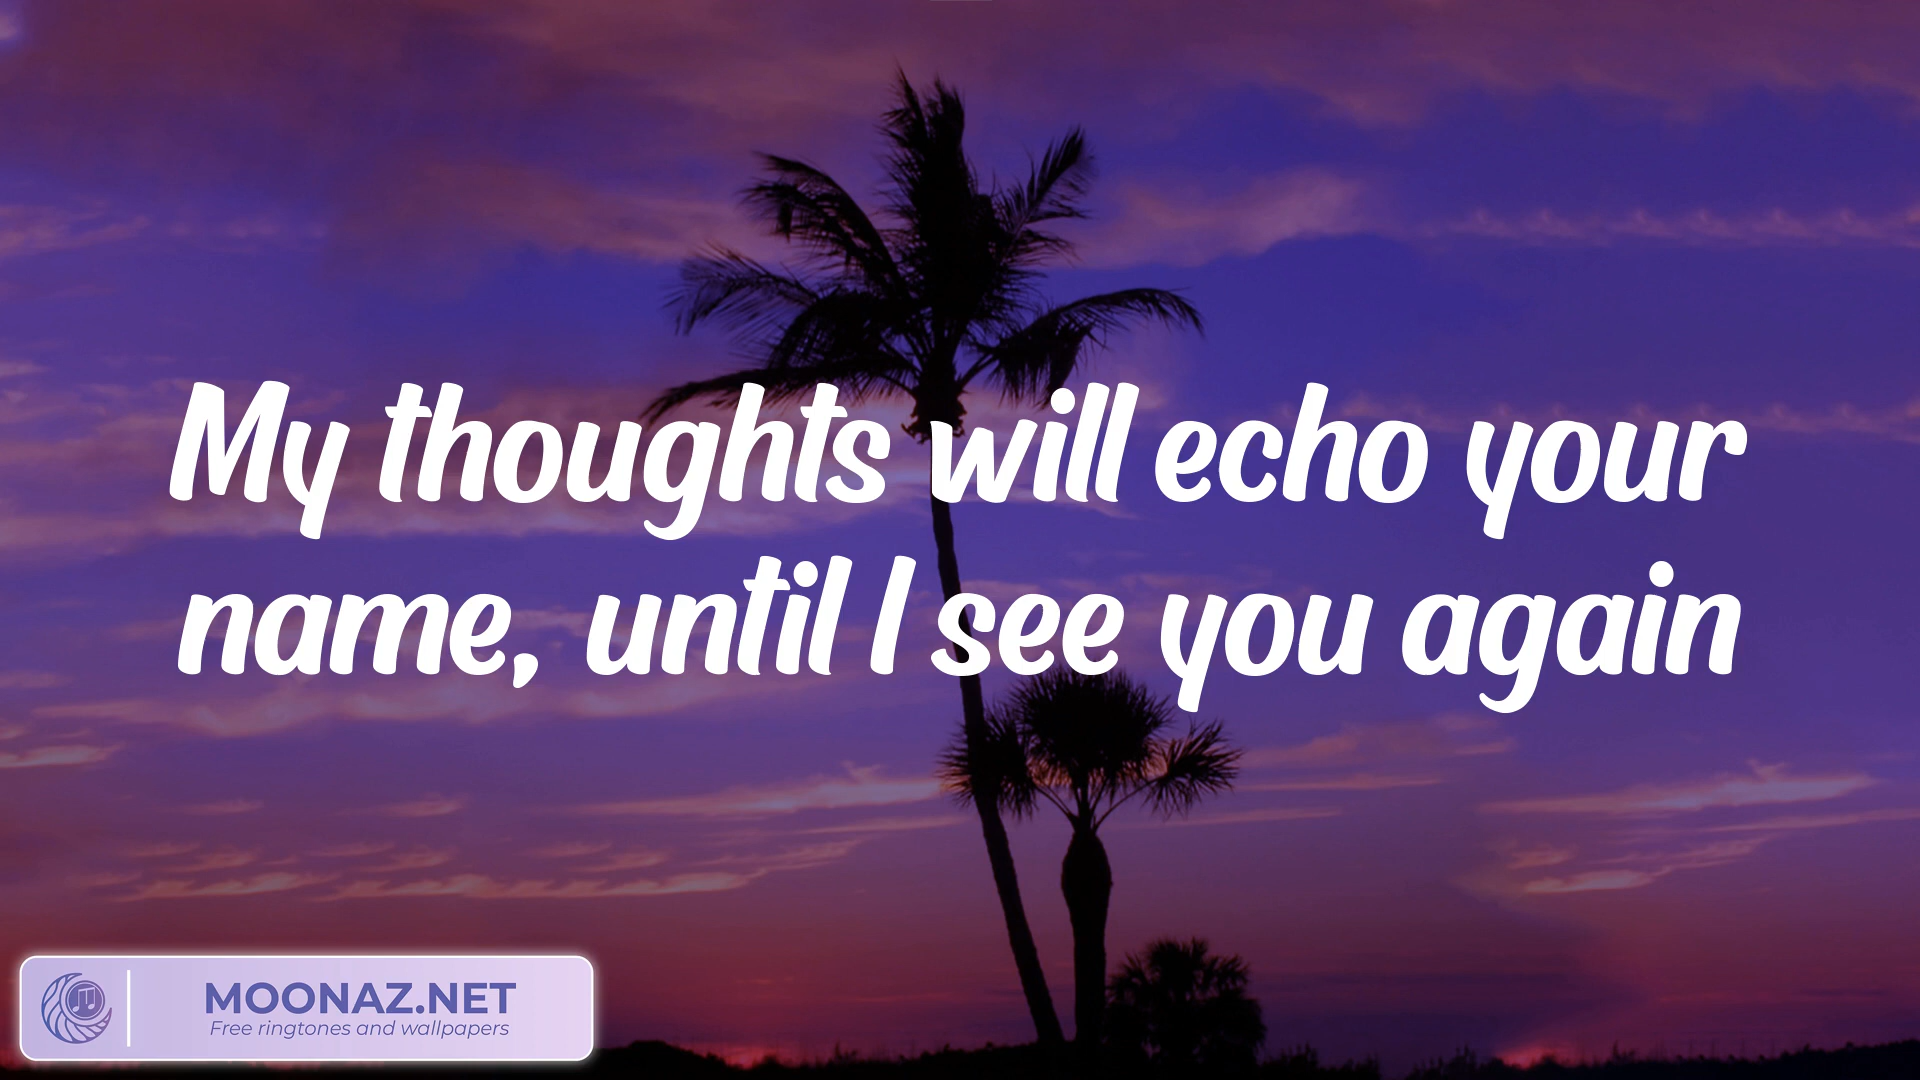 My thoughts will echo your
name, until I see you again
MOONAZ.NET
Free ringtones and wallpapers